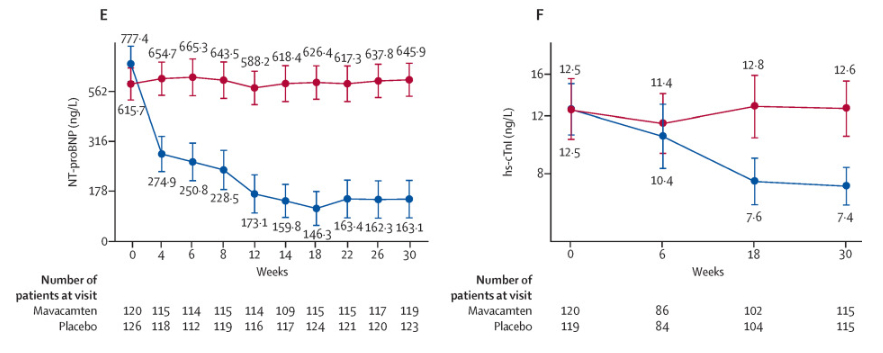 E
777·4
654·7
665·3
643·5
588·2
618·4
626·4
617·3
637·8
645·9
615·7
274·9
250·8
228·5
173·1
159·8
146·3
163·4
162·3
163·1
NT-proBNP (ng/L)
562
316
178
0
0 4 6 8 12 14 18 22 26 30
Weeks
Number of
patients at visit
Mavacamten 120 115 114 115 114 109 115 115 117 119
Placebo 126 118 112 119 116 117 124 121 120 123
F
12·5
11·4
12·8
12·6
12·5
10·4
7·6
7·4
hs-cTnI (ng/L)
16
12
8
0 6 18 30
Weeks
Number of
patients at visit
Mavacamten 120 86 102 115
Placebo 119 84 104 115